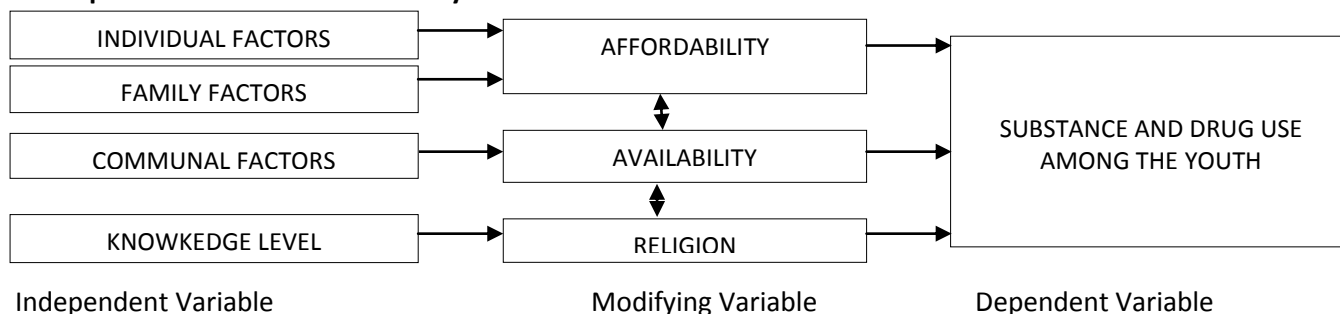 INDIVIDUAL FACTORS
FAMILY FACTORS
COMMUNAL FACTORS
KNOWKEDGE LEVEL
AFFORDABILITY
AVAILABILITY
RELIGION
SUBSTANCE AND DRUG USE
AMONG THE YOUTH
Independent Variable
Modifying Variable
Dependent Variable